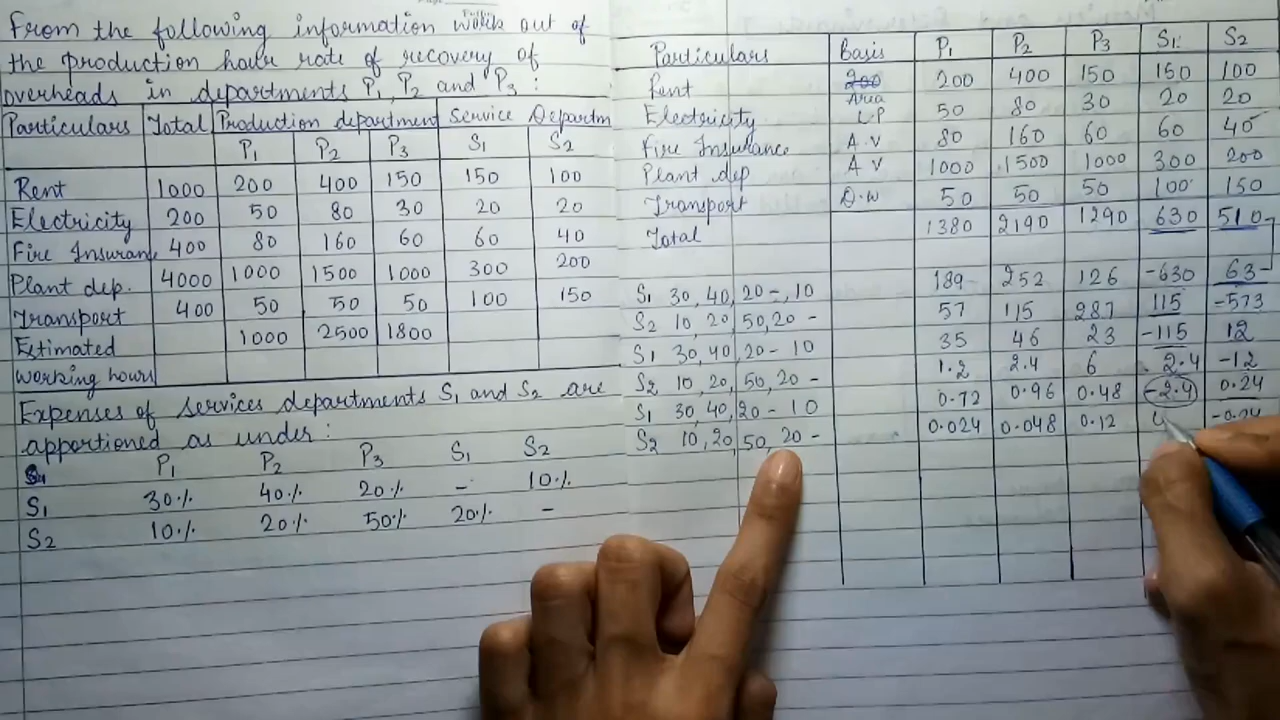 From the following information work out of
the production hour rate of recovery of
overheads in departments P1, P2 and P3 :
Particulars Total Production department Service Departm
P1 P2 P3 S1 S2
Rent 1000 200 400 150 150 100
Electricity 200 50 80 30 20 20
Fire Insuranc 400 80 160 60 60 40
Plant dep. 4000 1000 1500 1000 300 200
Transport 400 50 50 50 100 150
Estimated 1000 2500 1800
working hours
Expenses of services departments S1 and S2 are
apportioned as under :
P1 P2 P3 S1 S2
S1 30% 40% 20% - 10%
S2 10% 20% 50% 20% -
Particulars Basis P1 P2 P3 S1 S2
Rent Area 200 400 150 150 100
Electricity L.P 50 80 30 20 20
Fire Insurance A.V 80 160 60 60 40
Plant dep A V 1000 1500 1000 300 200
Transport D.W 50 50 50 100 150
Total 1380 2190 1290 630 510
S1 30, 40, 20 -, 10 189 252 126 -630 63
S2 10, 20, 50, 20 - 57 115 287 115 -573
S1 30, 40, 20 - 10 35 46 23 -115 12
S2 10, 20, 50, 20 - 1.2 2.4 6 2.4 -12
S1 30, 40, 20 - 10 0.72 0.96 0.48 -2.4 0.24
S2 10, 20, 50, 20 - 0.024 0.048 0.12 -0.24